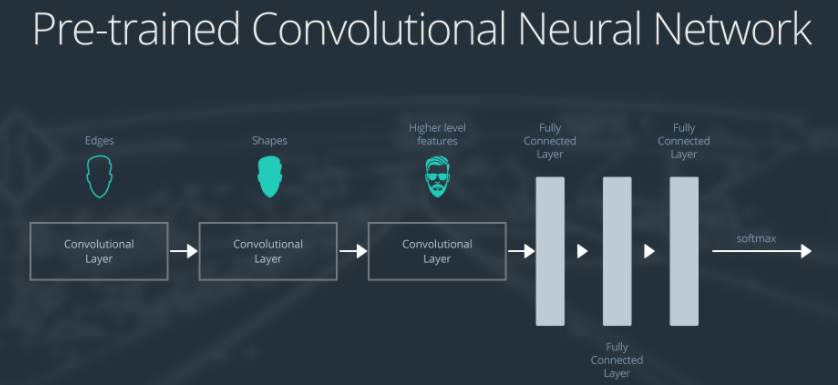 Pre-trained Convolutional Neural Network
Edges
Shapes
Higher level
features
Fully
Connected
Layer
Fully
Connected
Layer
Convolutional
Layer
Convolutional
Layer
Convolutional
Layer
softmax
Fully
Connected
Layer